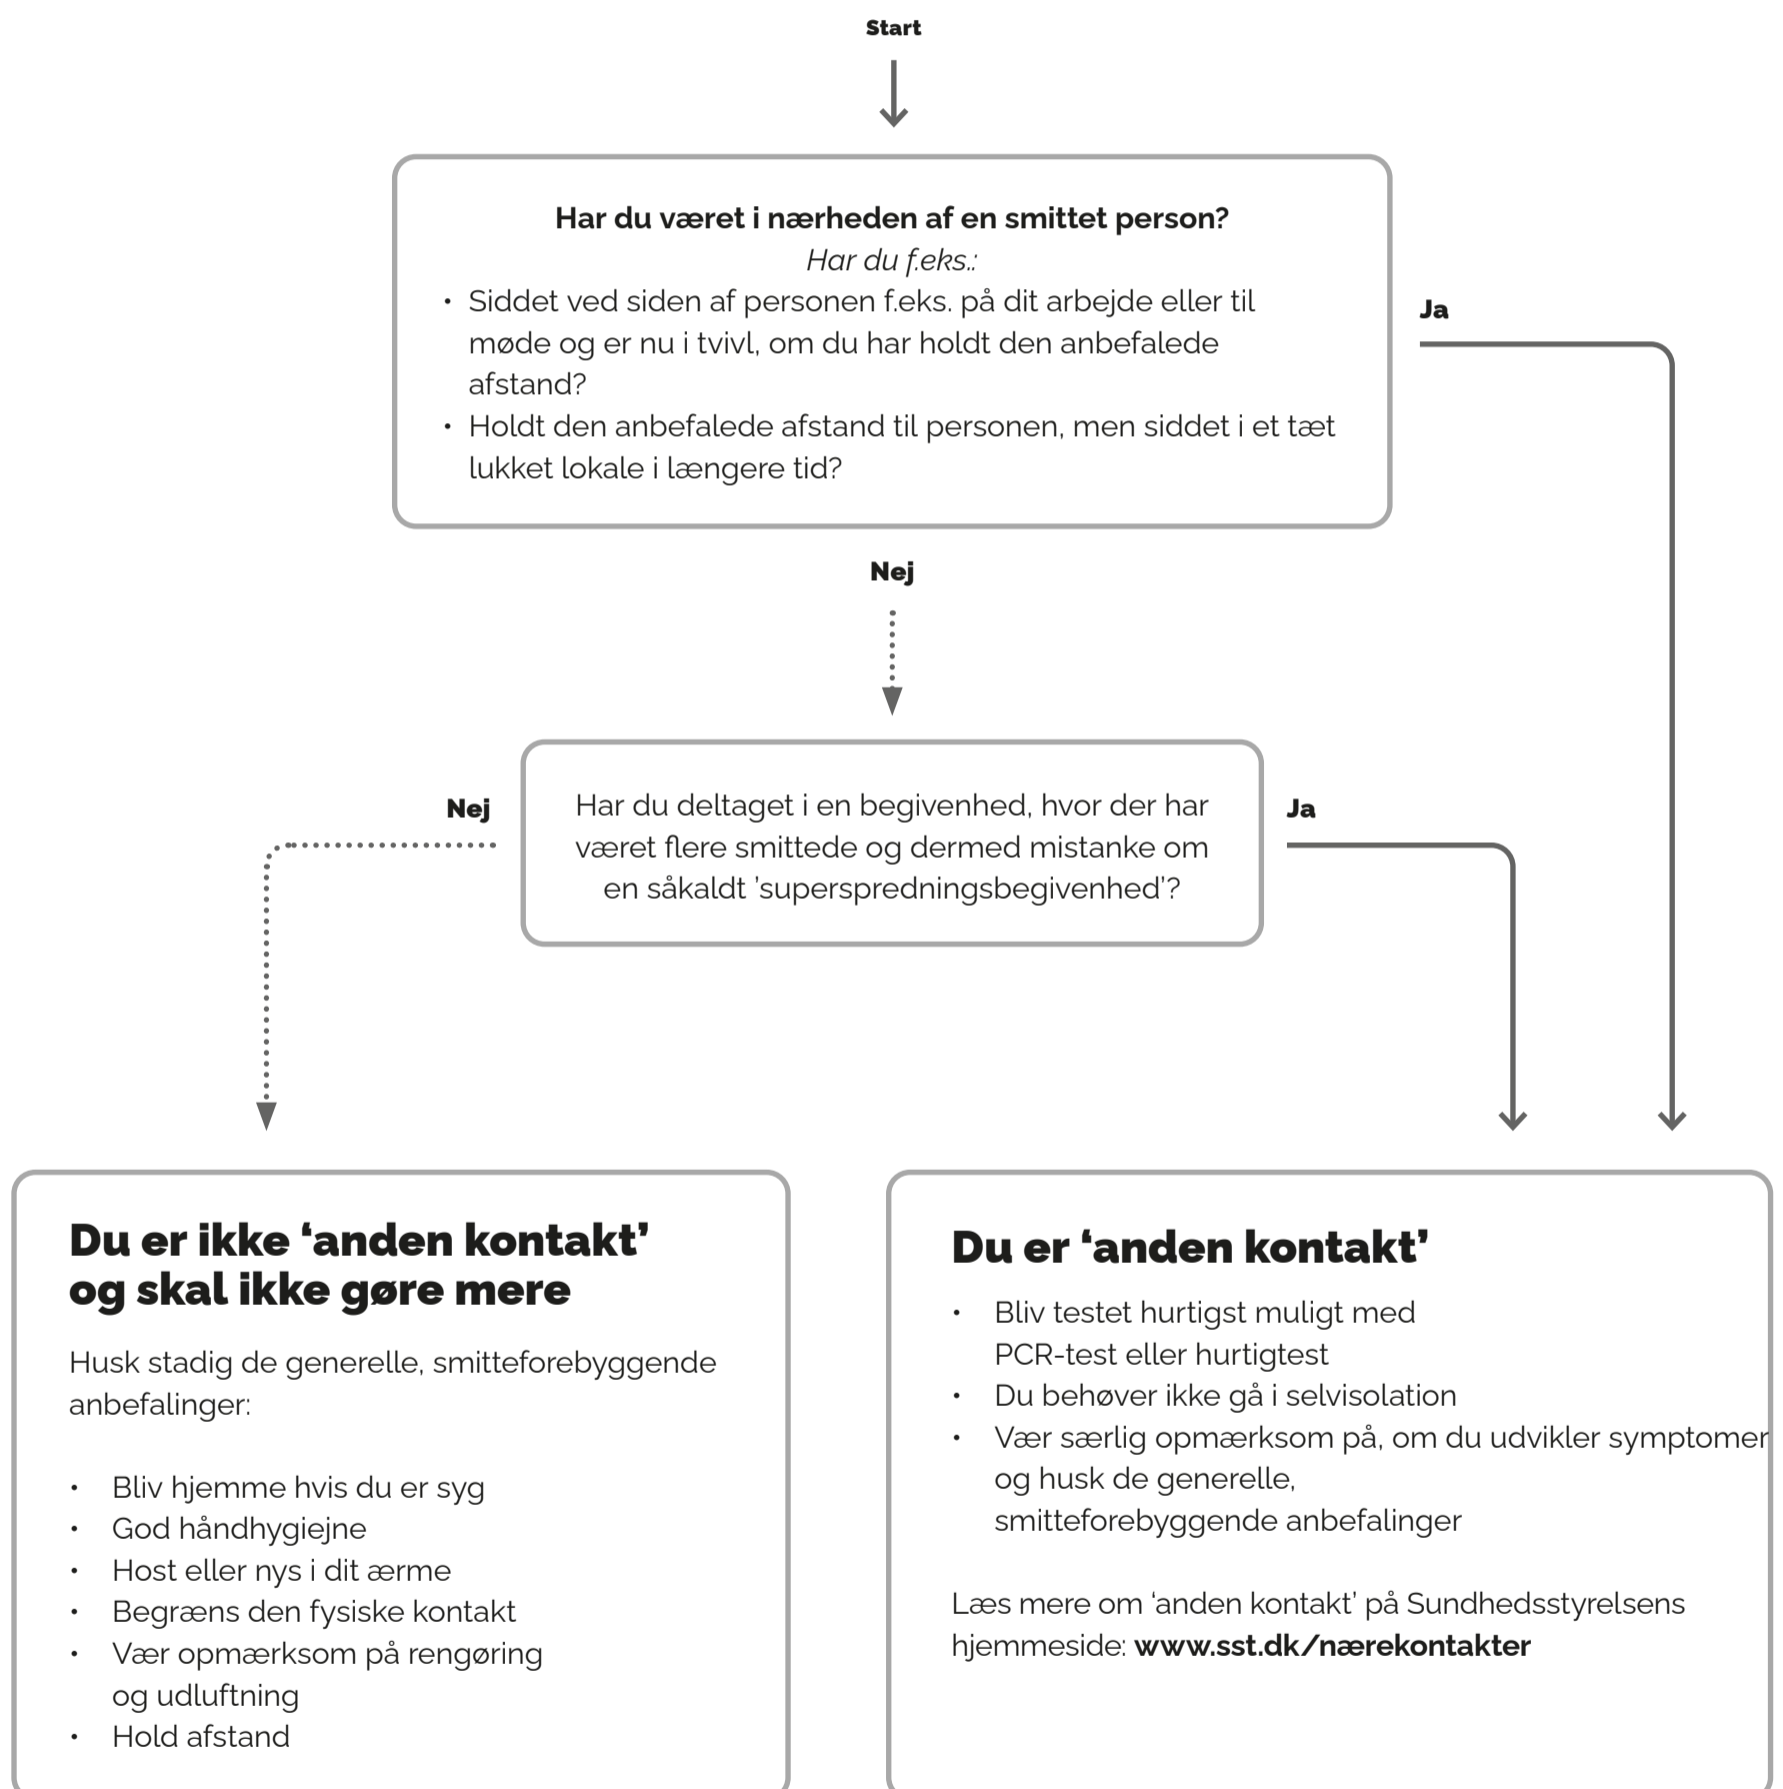 Start
Har du været i nærheden af en smittet person?
Har du f.eks.:
• Siddet ved siden af personen f.eks. på dit arbejde eller til
møde og er nu i tvivl, om du har holdt den anbefalede
afstand?
• Holdt den anbefalede afstand til personen, men siddet i et tæt
lukket lokale i længere tid?
Ja
Nej
Nej
Har du deltaget i en begivenhed, hvor der har
været flere smittede og dermed mistanke om
en såkaldt ’superspredningsbegivenhed’?
Ja
Du er ikke ‘anden kontakt’
og skal ikke gøre mere
Husk stadig de generelle, smitteforebyggende
anbefalinger:
• Bliv hjemme hvis du er syg
• God håndhygiejne
• Host eller nys i dit ærme
• Begræns den fysiske kontakt
• Vær opmærksom på rengøring
og udluftning
• Hold afstand
Du er ‘anden kontakt’
• Bliv testet hurtigst muligt med
PCR-test eller hurtigtest
• Du behøver ikke gå i selvisolation
• Vær særlig opmærksom på, om du udvikler symptomer
og husk de generelle,
smitteforebyggende anbefalinger
Læs mere om ‘anden kontakt’ på Sundhedsstyrelsens
hjemmeside: www.sst.dk/nærekontakter